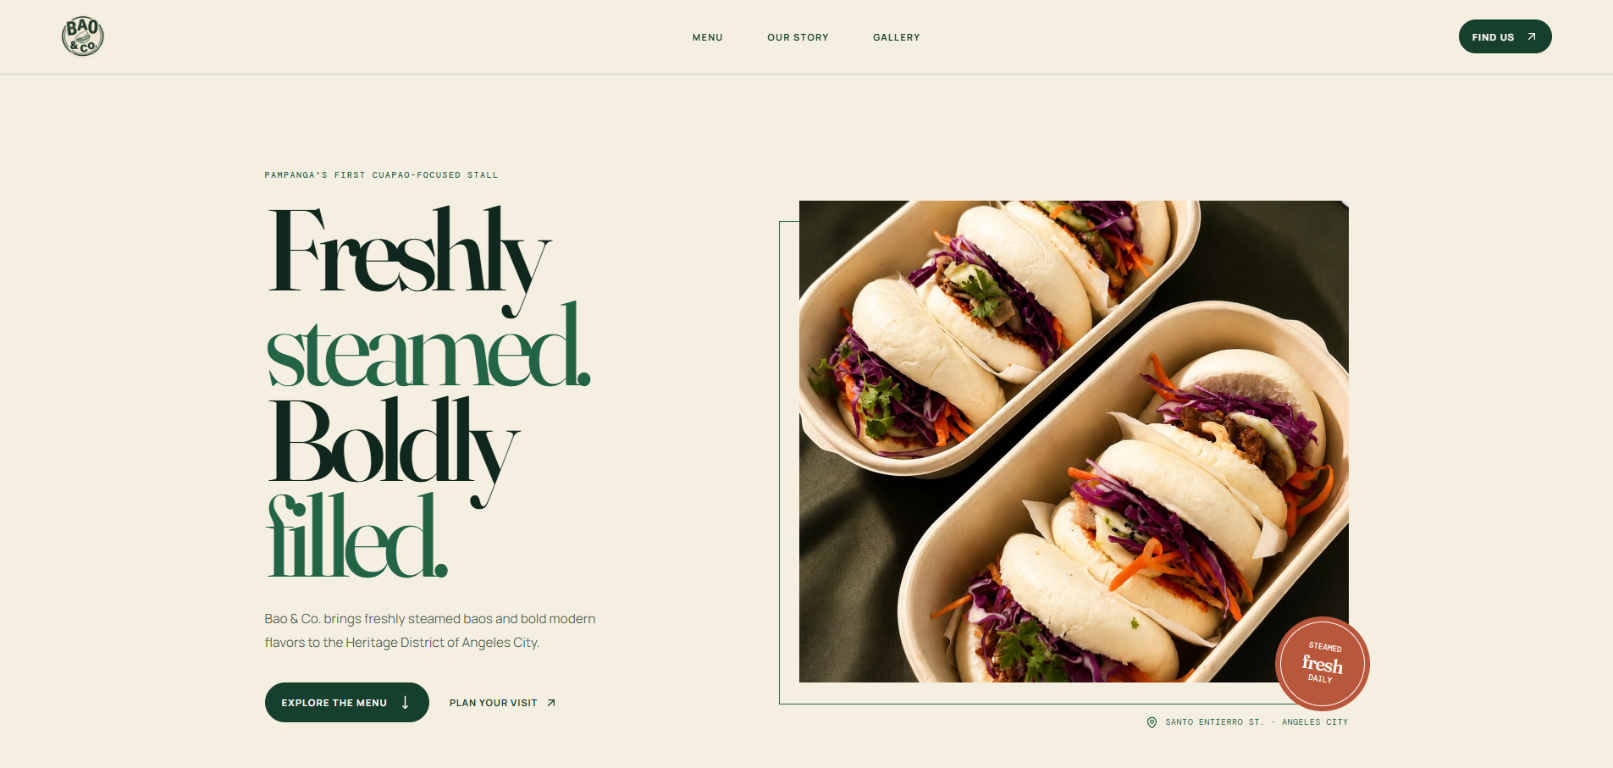 BAO
& CO.
MENU
OUR STORY
GALLERY
FIND US
PAMPANGA'S FIRST CUAPAO-FOCUSED STALL
Freshly
steamed.
Boldly
filled.
Bao & Co. brings freshly steamed baos and bold modern
flavors to the Heritage District of Angeles City.
EXPLORE THE MENU
PLAN YOUR VISIT
STEAMED
fresh
DAILY
SANTO ENTIERRO ST. · ANGELES CITY